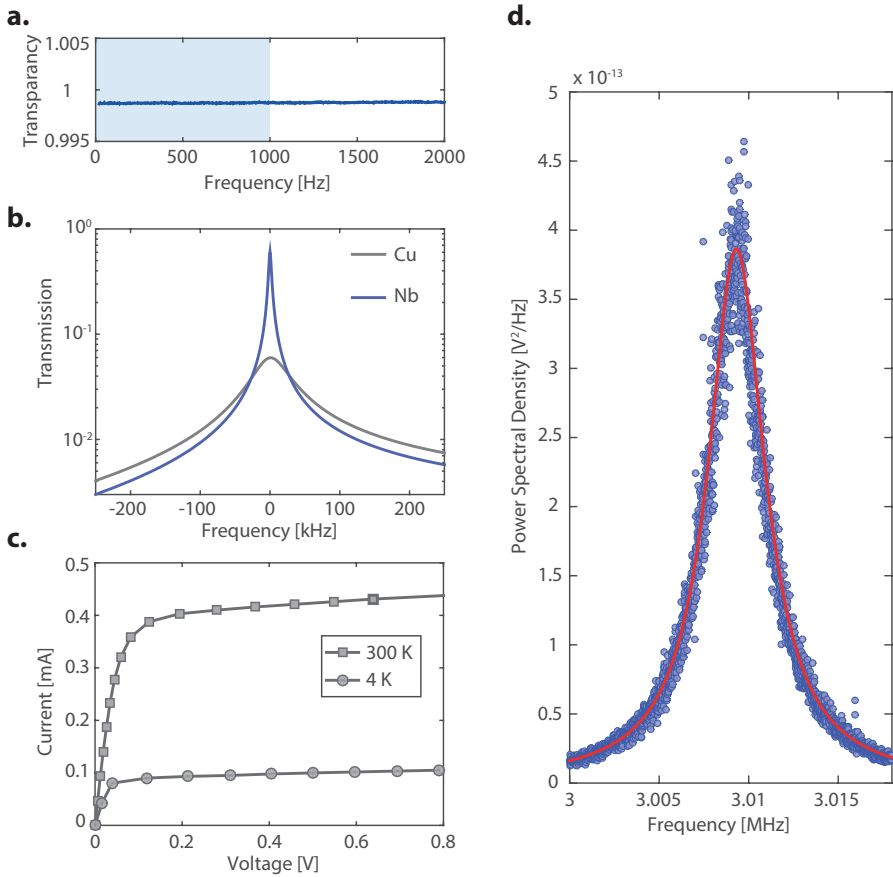 a.
1.005
1
0.995
Transparancy
0
500
1000
1500
2000
Frequency [Hz]
b.
10⁰
10⁻¹
10⁻²
Transmission
Cu
Nb
-200
-100
0
100
200
Frequency [kHz]
c.
0.5
0.4
0.3
0.2
0.1
0
Current [mA]
300 K
4 K
0
0.2
0.4
0.6
0.8
Voltage [V]
d.
x 10⁻¹³
5
4.5
4
3.5
3
2.5
2
1.5
1
0.5
0
Power Spectral Density [V²/Hz]
3
3.005
3.01
3.015
Frequency [MHz]